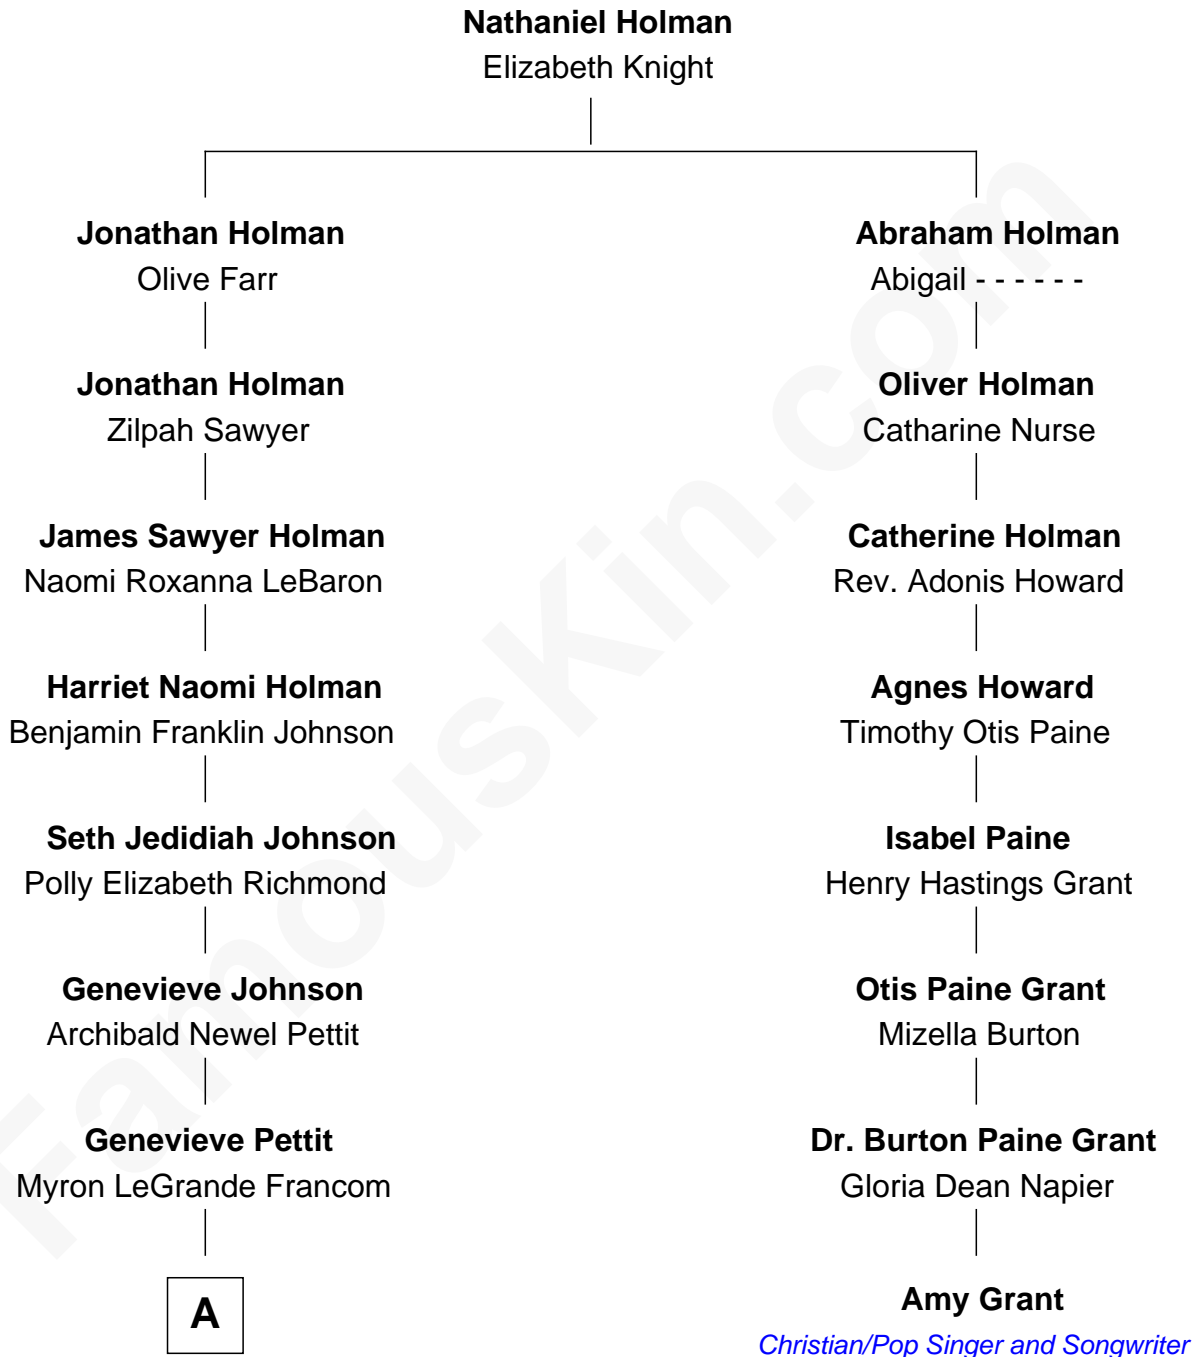 Nathaniel Holman
Elizabeth Knight
Jonathan Holman
Olive Farr
Jonathan Holman
Zilpah Sawyer
James Sawyer Holman
Naomi Roxanna LeBaron
Harriet Naomi Holman
Benjamin Franklin Johnson
Seth Jedidiah Johnson
Polly Elizabeth Richmond
Genevieve Johnson
Archibald Newel Pettit
Genevieve Pettit
Myron LeGrande Francom
A
Abraham Holman
Abigail - - - - - -
Oliver Holman
Catharine Nurse
Catherine Holman
Rev. Adonis Howard
Agnes Howard
Timothy Otis Paine
Isabel Paine
Henry Hastings Grant
Otis Paine Grant
Mizella Burton
Dr. Burton Paine Grant
Gloria Dean Napier
Amy Grant
Christian/Pop Singer and Songwriter
FamousKin.com